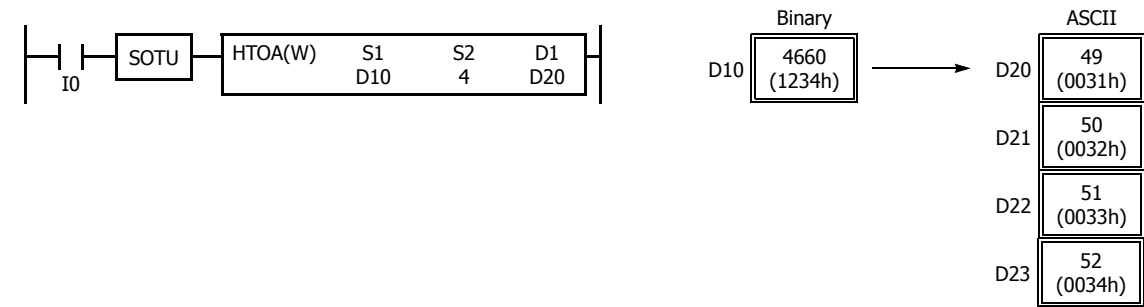 Binary
ASCII
SOTU
HTOA(W) S1 S2 D1
D10 4 D20
I0
D10
4660
(1234h)
D20
49
(0031h)
D21
50
(0032h)
D22
51
(0033h)
D23
52
(0034h)